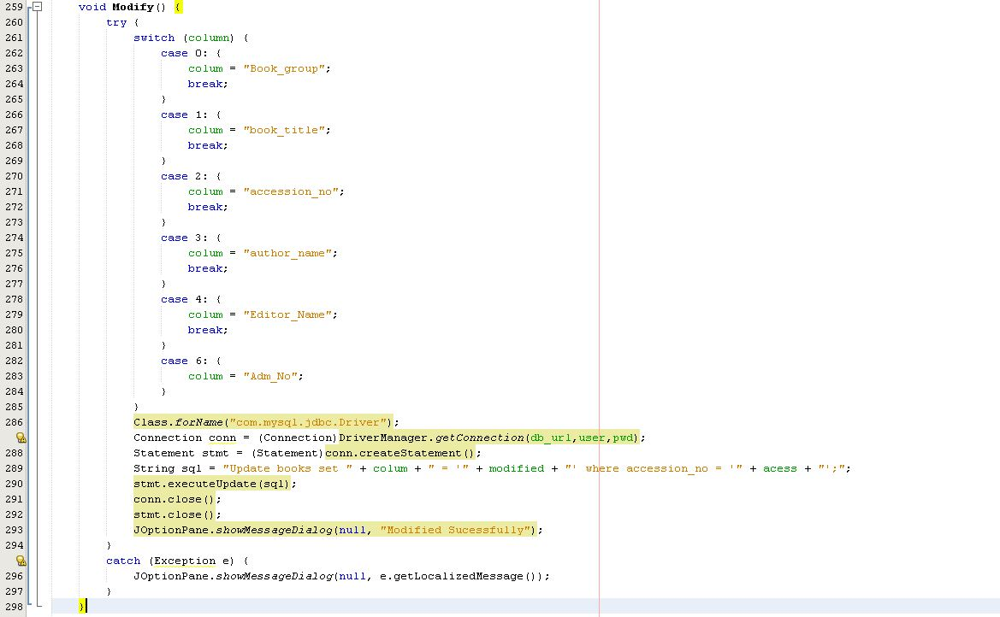 259 void Modify() {
260 try {
261 switch (column) {
262 case 0: {
263 colum = "Book_group";
264 break;
265 }
266 case 1: {
267 colum = "book_title";
268 break;
269 }
270 case 2: {
271 colum = "accession_no";
272 break;
273 }
274 case 3: {
275 colum = "author_name";
276 break;
277 }
278 case 4: {
279 colum = "Editor_Name";
280 break;
281 }
282 case 6: {
283 colum = "Adm_No";
284 }
285 }
286 Class.forName("com.mysql.jdbc.Driver");
Connection conn = (Connection)DriverManager.getConnection(db_url,user,pwd);
288 Statement stmt = (Statement)conn.createStatement();
289 String sql = "Update books set " + colum + " = '" + modified + "' where accession_no = '" + acess + "';";
290 stmt.executeUpdate(sql);
291 conn.close();
292 stmt.close();
293 JOptionPane.showMessageDialog(null, "Modified Sucessfully");
294 }
catch (Exception e) {
296 JOptionPane.showMessageDialog(null, e.getLocalizedMessage());
297 }
298 }